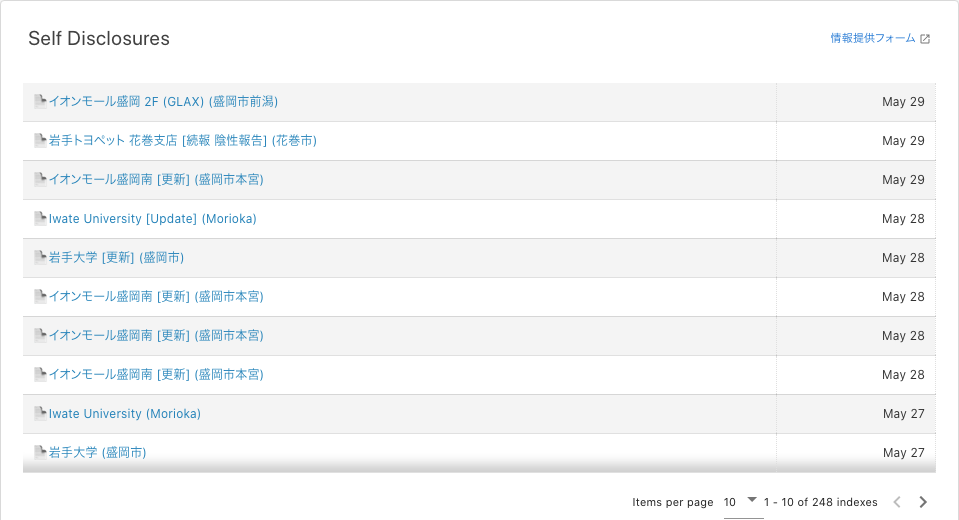 Self Disclosures
情報提供フォーム
イオンモール盛岡 2F (GLAX) (盛岡市前潟) May 29
岩手トヨペット 花巻支店 [続報 陰性報告] (花巻市) May 29
イオンモール盛岡南 [更新] (盛岡市本宮) May 29
Iwate University [Update] (Morioka) May 28
岩手大学 [更新] (盛岡市) May 28
イオンモール盛岡南 [更新] (盛岡市本宮) May 28
イオンモール盛岡南 [更新] (盛岡市本宮) May 28
イオンモール盛岡南 [更新] (盛岡市本宮) May 28
Iwate University (Morioka) May 27
岩手大学 (盛岡市) May 27
Items per page 10 1 - 10 of 248 indexes